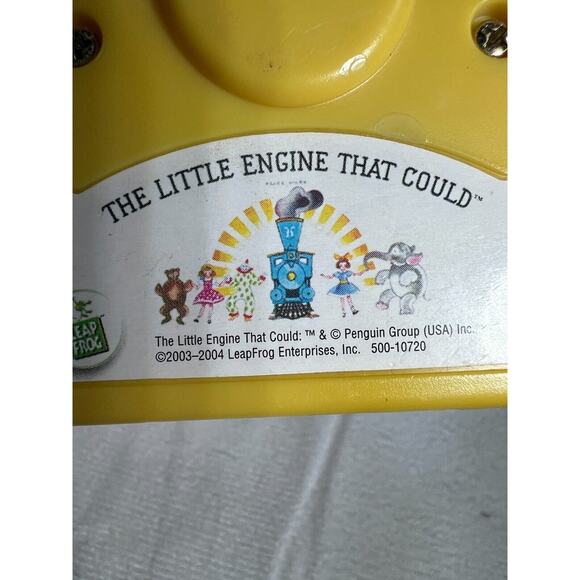 THE LITTLE ENGINE THAT COULD™
LEAP
FROG
The Little Engine That Could: ™ & © Penguin Group (USA) Inc.
©2003–2004 LeapFrog Enterprises, Inc. 500-10720